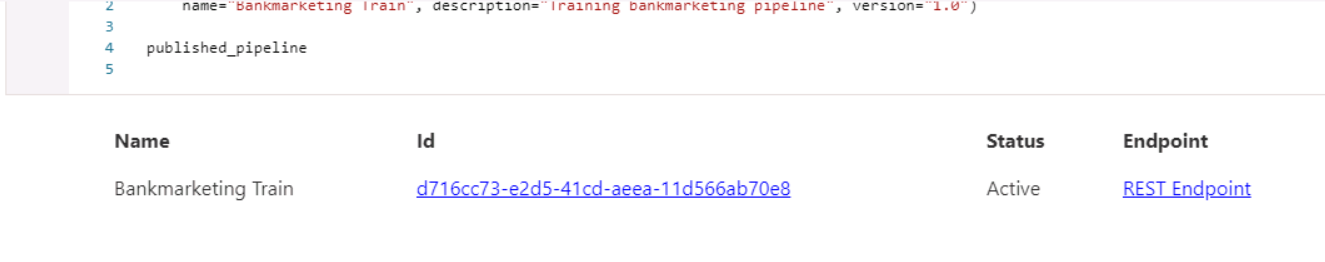 2 name="Bankmarketing Train", description="Training bankmarketing pipeline", version="1.0")
3
4 published_pipeline
5
Name Id Status Endpoint
Bankmarketing Train d716cc73-e2d5-41cd-aeea-11d566ab70e8 Active REST Endpoint